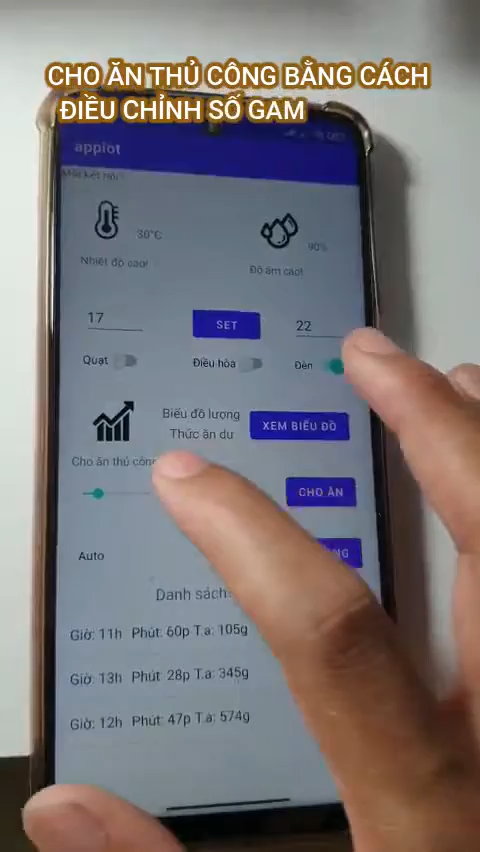 CHO ĂN THỦ CÔNG BẰNG CÁCH
ĐIỀU CHỈNH SỐ GAM
appiot
30°C
90%
Nhiệt độ cao!
Độ ẩm cao!
17
SET
22
Quạt
Điều hòa
Đèn
Biểu đồ lượng
Thức ăn dư
XEM BIỂU ĐỒ
Cho ăn thủ công
CHO ĂN
Auto
Danh sách
Giờ: 11h Phút: 60p T.a: 105g
Giờ: 13h Phút: 28p T.a: 345g
Giờ: 12h Phút: 47p T.a: 574g